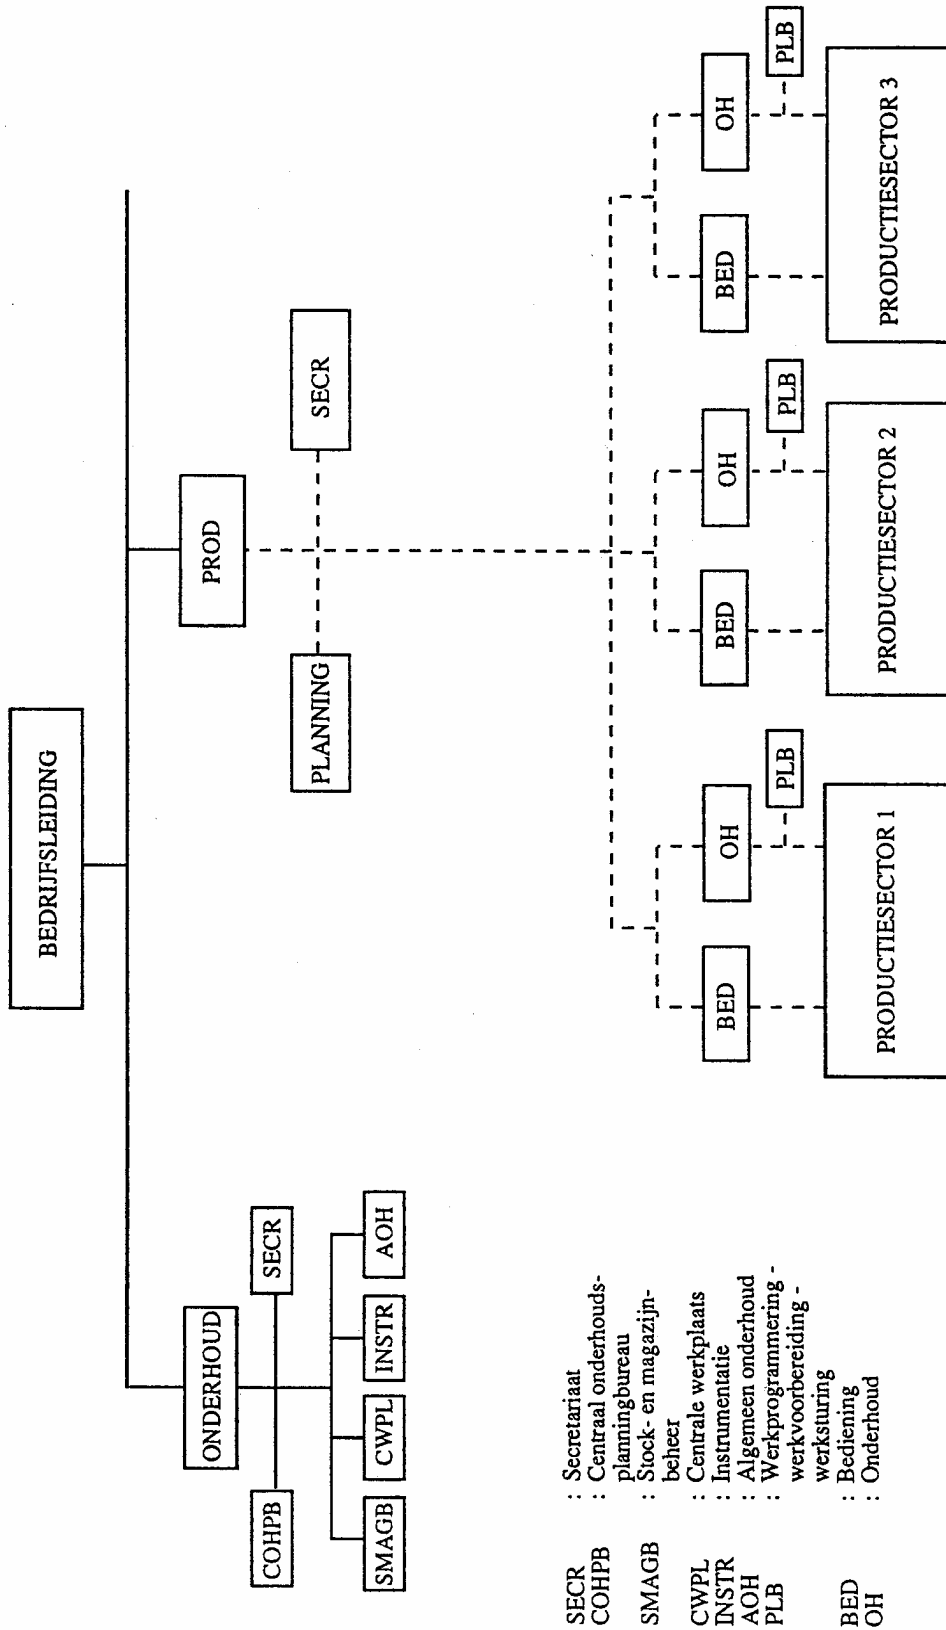 BEDRIJFSLEIDING
ONDERHOUD
PROD
COHPB
SECR
PLANNING
SECR
SMAGB
CWPL
INSTR
AOH
BED
OH
BED
OH
BED
OH
PLB
PLB
PLB
PRODUCTIESECTOR 1
PRODUCTIESECTOR 2
PRODUCTIESECTOR 3
SECR : Secretariaat
COHPB : Centraal onderhouds-
planningbureau
SMAGB : Stock- en magazijn-
beheer
CWPL : Centrale werkplaats
INSTR : Instrumentatie
AOH : Algemeen onderhoud
PLB : Werkprogrammering -
werkvoorbereiding -
werksturing
BED : Bediening
OH : Onderhoud